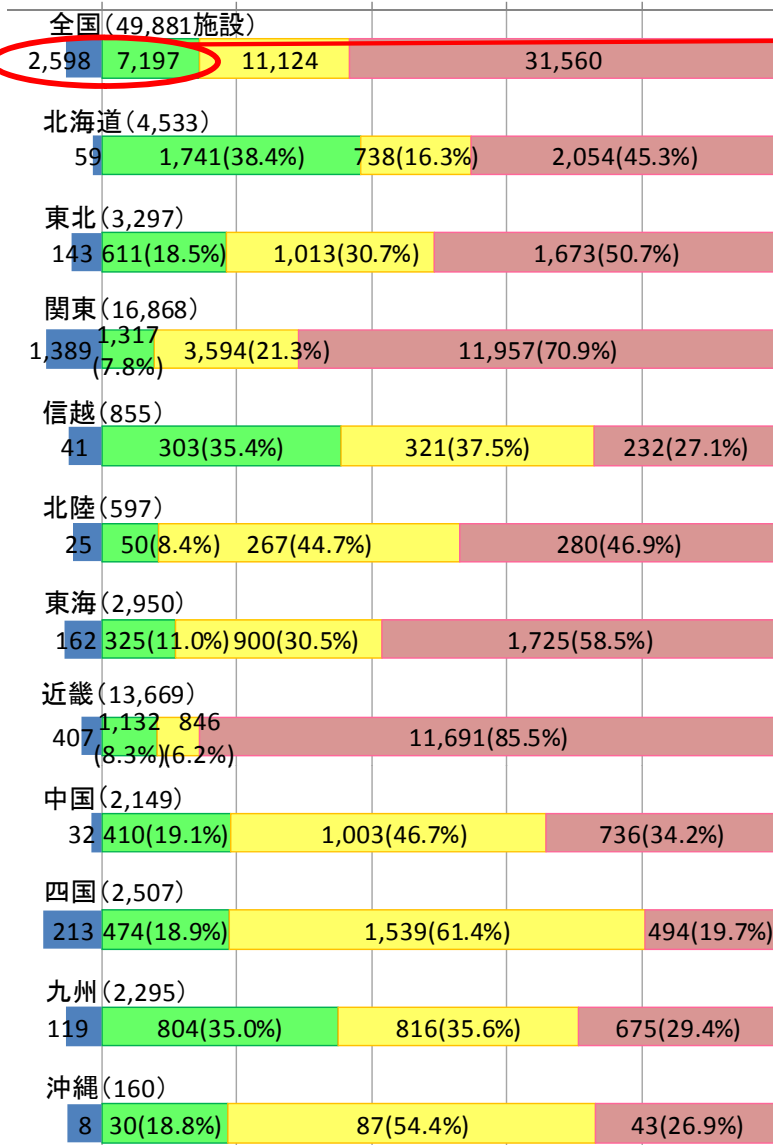 全国(49,881施設)
2,598 7,197 11,124 31,560
北海道(4,533)
59 1,741(38.4%) 738(16.3%) 2,054(45.3%)
東北(3,297)
143 611(18.5%) 1,013(30.7%) 1,673(50.7%)
関東(16,868)
1,389 1,317 (7.8%) 3,594(21.3%) 11,957(70.9%)
信越(855)
41 303(35.4%) 321(37.5%) 232(27.1%)
北陸(597)
25 50(8.4%) 267(44.7%) 280(46.9%)
東海(2,950)
162 325(11.0%) 900(30.5%) 1,725(58.5%)
近畿(13,669)
407 1,132 (8.3%) 846 (6.2%) 11,691(85.5%)
中国(2,149)
32 410(19.1%) 1,003(46.7%) 736(34.2%)
四国(2,507)
213 474(18.9%) 1,539(61.4%) 494(19.7%)
九州(2,295)
119 804(35.0%) 816(35.6%) 675(29.4%)
沖縄(160)
8 30(18.8%) 87(54.4%) 43(26.9%)